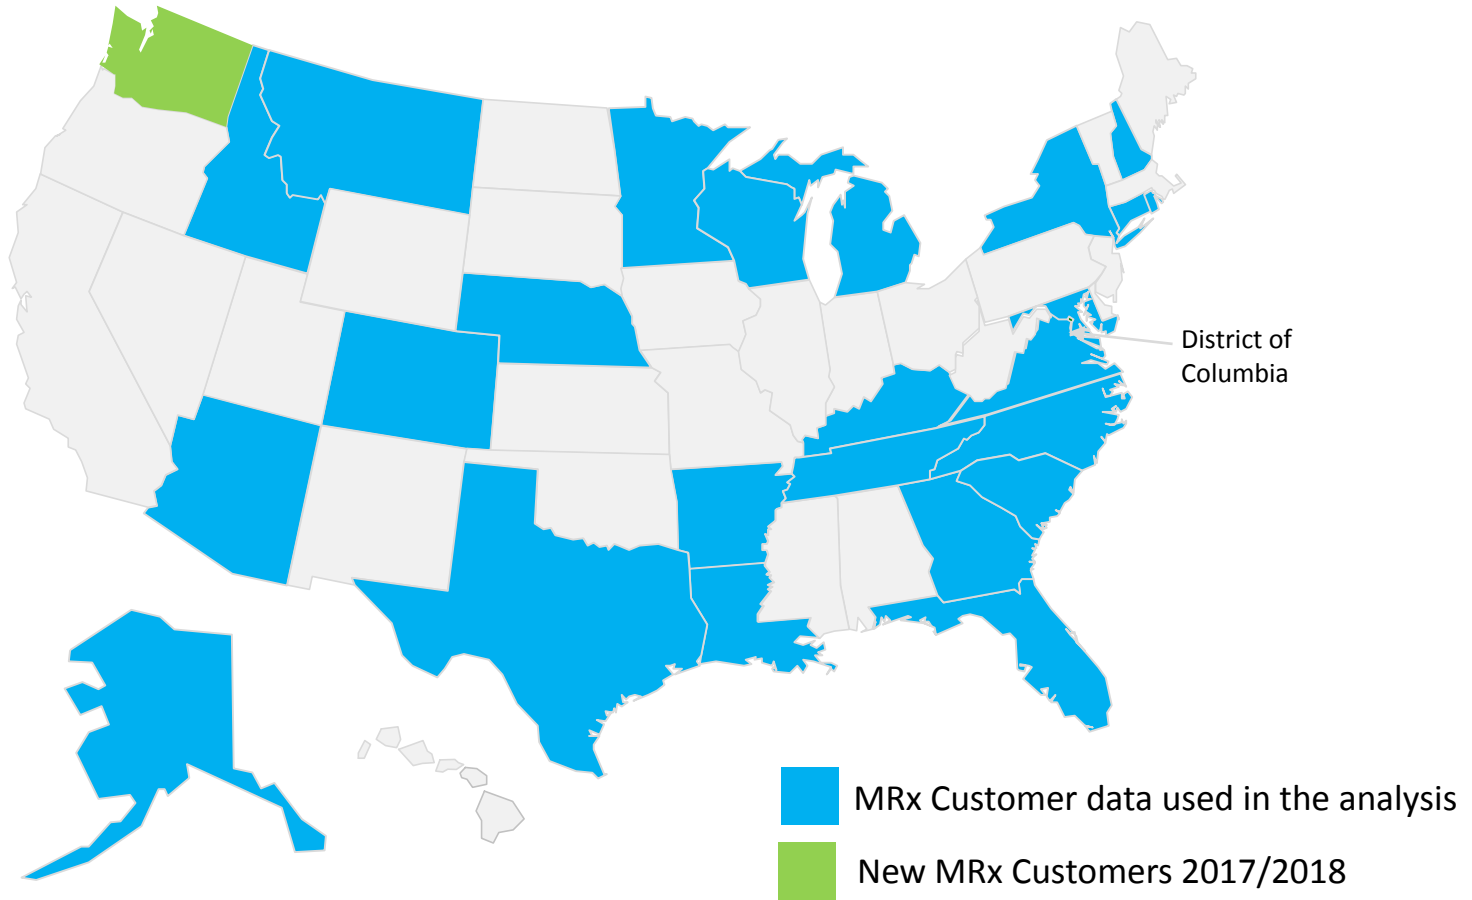 District of
Columbia
MRx Customer data used in the analysis
New MRx Customers 2017/2018